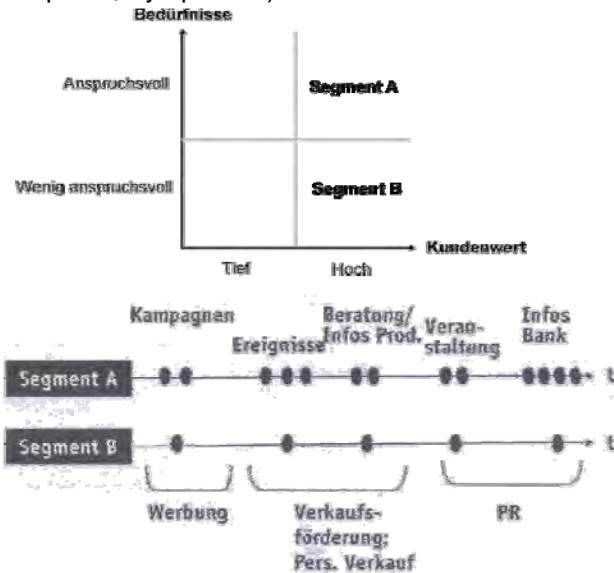 Bedürfnisse
Anspruchsvoll
Segment A
Wenig anspruchsvoll
Segment B
Kundenwert
Tief
Hoch
Kampagnen
Ereignisse
Beratung/
Infos Prod.
Veran-
staltung
Infos
Bank
Segment A
t
Segment B
t
Werbung
Verkaufs-
förderung;
Pers. Verkauf
PR